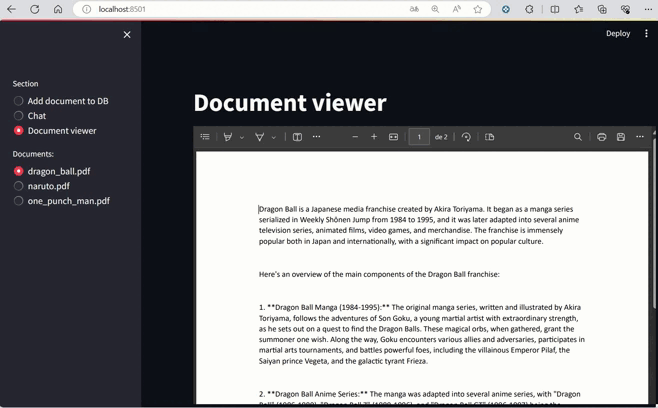 localhost:8501
Deploy
Section
Add document to DB
Chat
Document viewer
Documents:
dragon_ball.pdf
naruto.pdf
one_punch_man.pdf
Document viewer
1 de 2
Dragon Ball is a Japanese media franchise created by Akira Toriyama. It began as a manga series
serialized in Weekly Shōnen Jump from 1984 to 1995, and it was later adapted into several anime
television series, animated films, video games, and merchandise. The franchise is immensely
popular both in Japan and internationally, with a significant impact on popular culture.
Here's an overview of the main components of the Dragon Ball franchise:
1. **Dragon Ball Manga (1984-1995):** The original manga series, written and illustrated by Akira
Toriyama, follows the adventures of Son Goku, a young martial artist with extraordinary strength,
as he sets out on a quest to find the Dragon Balls. These magical orbs, when gathered, grant the
summoner one wish. Along the way, Goku encounters various allies and adversaries, participates in
martial arts tournaments, and battles powerful foes, including the villainous Emperor Pilaf, the
Saiyan prince Vegeta, and the galactic tyrant Frieza.
2. **Dragon Ball Anime Series:** The manga was adapted into several anime series, with "Dragon